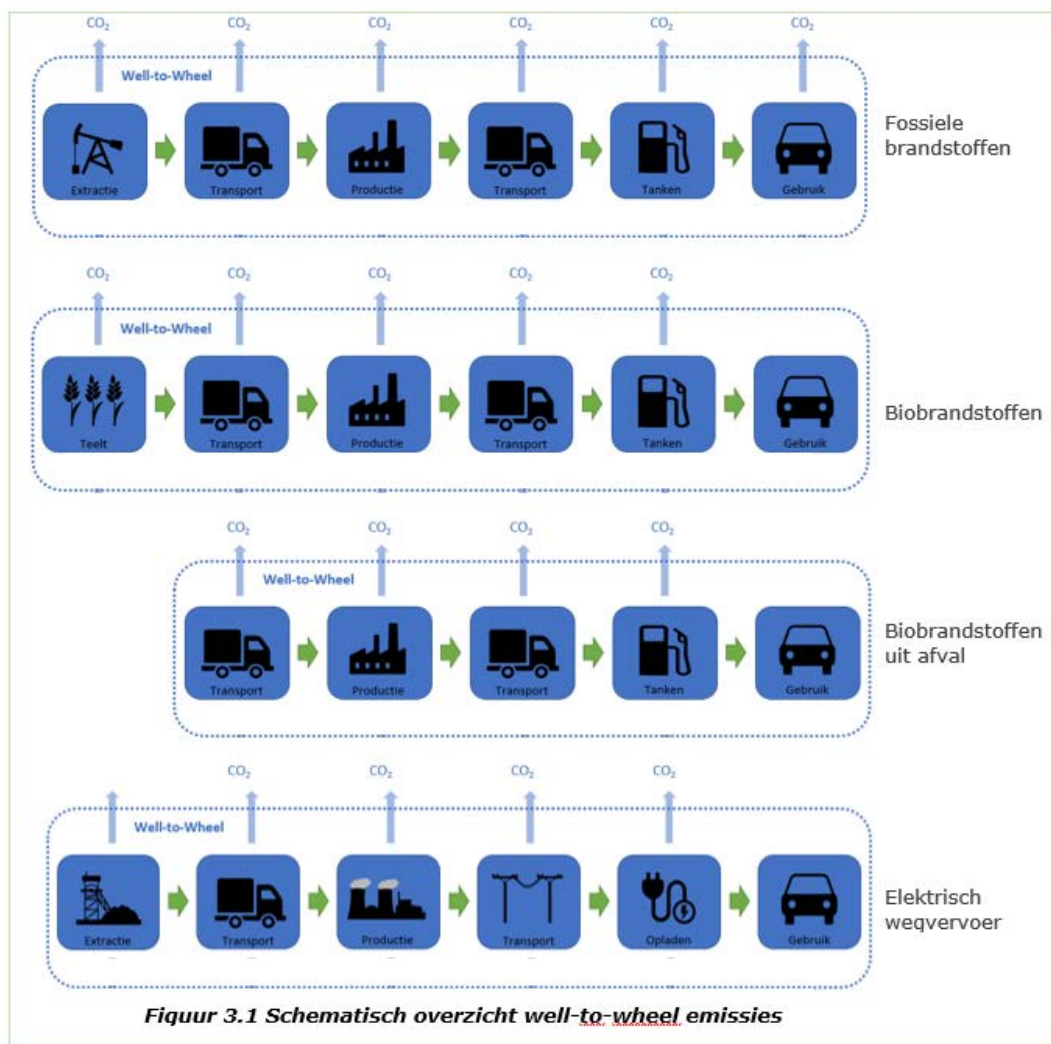 CO₂ CO₂ CO₂ CO₂ CO₂ CO₂
Well-to-Wheel
Extractie Transport Productie Transport Tanken Gebruik
Fossiele
brandstoffen
CO₂ CO₂ CO₂ CO₂ CO₂
Well-to-Wheel
Teelt Transport Productie Transport Tanken Gebruik
Biobrandstoffen
CO₂ CO₂ CO₂ CO₂
Well-to-Wheel
Transport Productie Transport Tanken Gebruik
Biobrandstoffen
uit afval
CO₂ CO₂ CO₂ CO₂
Well-to-Wheel
Extractie Transport Productie Transport Opladen Gebruik
Elektrisch
wegvervoer
Figuur 3.1 Schematisch overzicht well-to-wheel emissies